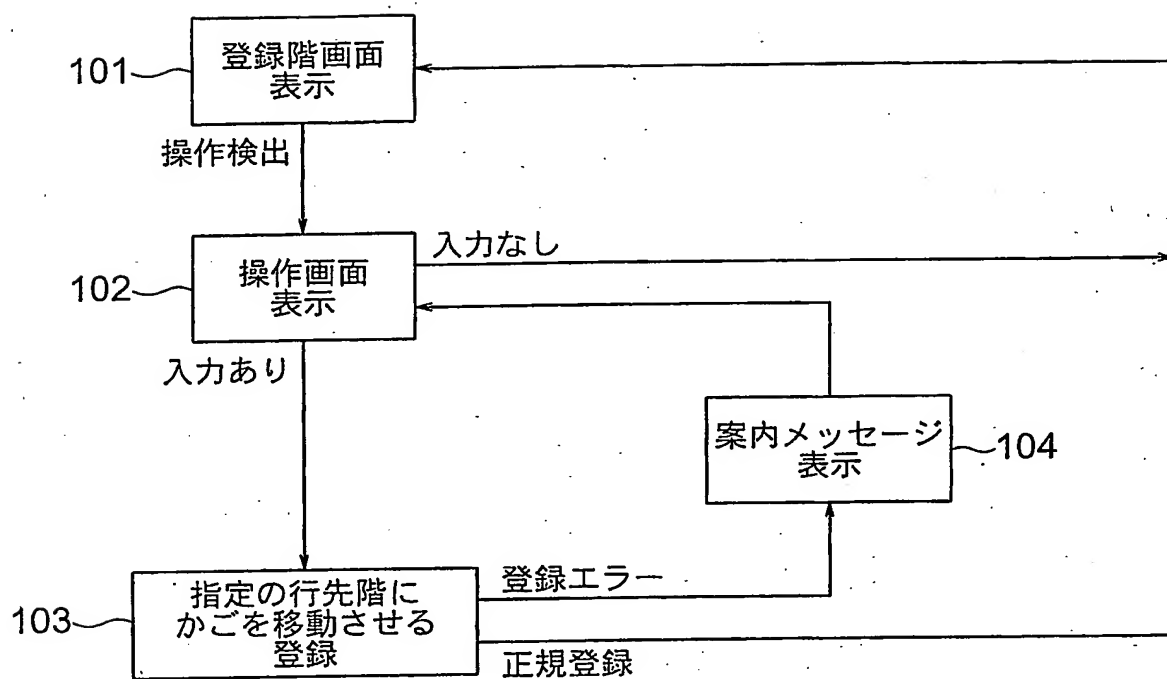 登録階画面
表示
101
操作検出
入力なし
操作画面
表示
102
入力あり
案内メッセージ
表示
104
登録エラー
指定の行先階に
かごを移動させる
登録
103
正規登録